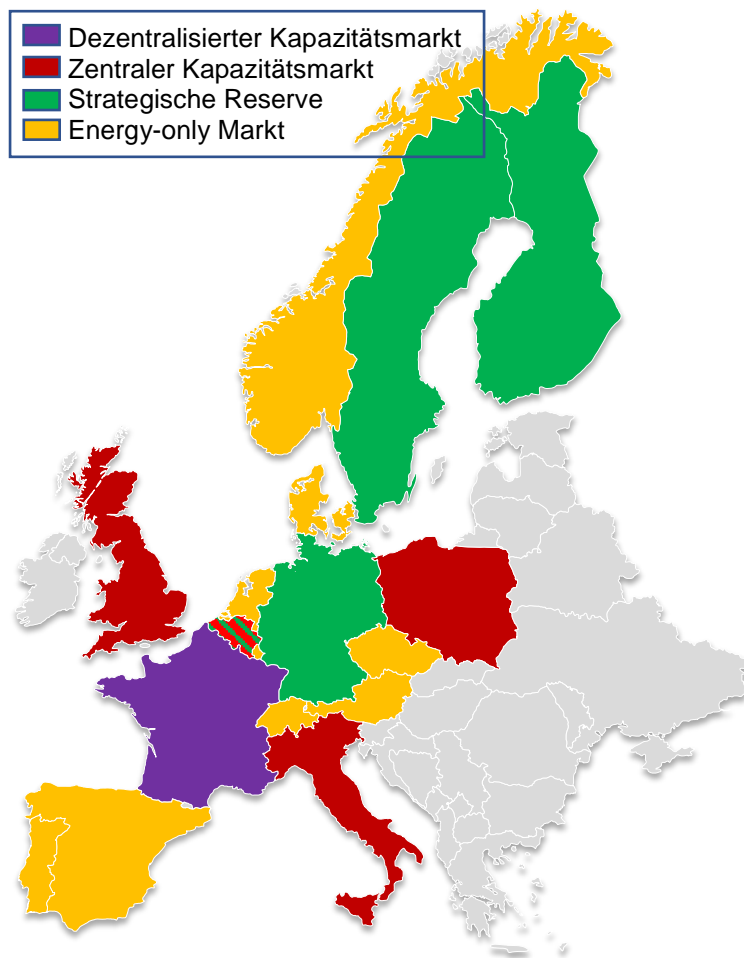 Dezentralisierter Kapazitätsmarkt
Zentraler Kapazitätsmarkt
Strategische Reserve
Energy-only Markt